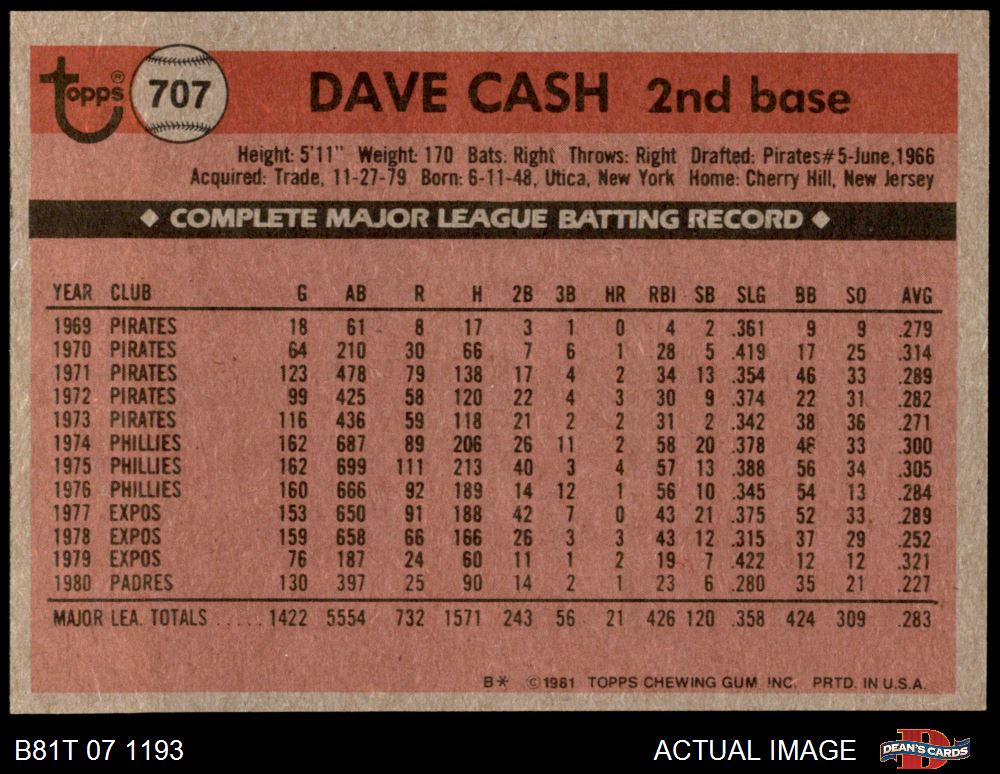 Topps® 707 DAVE CASH 2nd base
Height: 5'11" Weight: 170 Bats: Right Throws: Right Drafted: Pirates#5-June,1966
Acquired: Trade, 11-27-79 Born: 6-11-48, Utica, New York Home: Cherry Hill, New Jersey
◆ COMPLETE MAJOR LEAGUE BATTING RECORD ◆
YEAR CLUB G AB R H 2B 3B HR RBI SB SLG BB SO AVG
1969 PIRATES 18 61 8 17 3 1 0 4 2 .361 9 9 .279
1970 PIRATES 64 210 30 66 7 6 1 28 5 .419 17 25 .314
1971 PIRATES 123 478 79 138 17 4 2 34 13 .354 46 33 .289
1972 PIRATES 99 425 58 120 22 4 3 30 9 .374 22 31 .282
1973 PIRATES 116 436 59 118 21 2 2 31 2 .342 38 36 .271
1974 PHILLIES 162 687 89 206 26 11 2 58 20 .378 46 33 .300
1975 PHILLIES 162 699 111 213 40 3 4 57 13 .388 56 34 .305
1976 PHILLIES 160 666 92 189 14 12 1 56 10 .345 54 13 .284
1977 EXPOS 153 650 91 188 42 7 0 43 21 .375 52 33 .289
1978 EXPOS 159 658 66 166 26 3 3 43 12 .315 37 29 .252
1979 EXPOS 76 187 24 60 11 1 2 19 7 .422 12 12 .321
1980 PADRES 130 397 25 90 14 2 1 23 6 .280 35 21 .227
MAJOR LEA. TOTALS ..... 1422 5554 732 1571 243 56 21 426 120 .358 424 309 .283
B* ©1981 TOPPS CHEWING GUM INC. PRTD. IN U.S.A.
B81T 07 1193 ACTUAL IMAGE DEAN'S CARDS